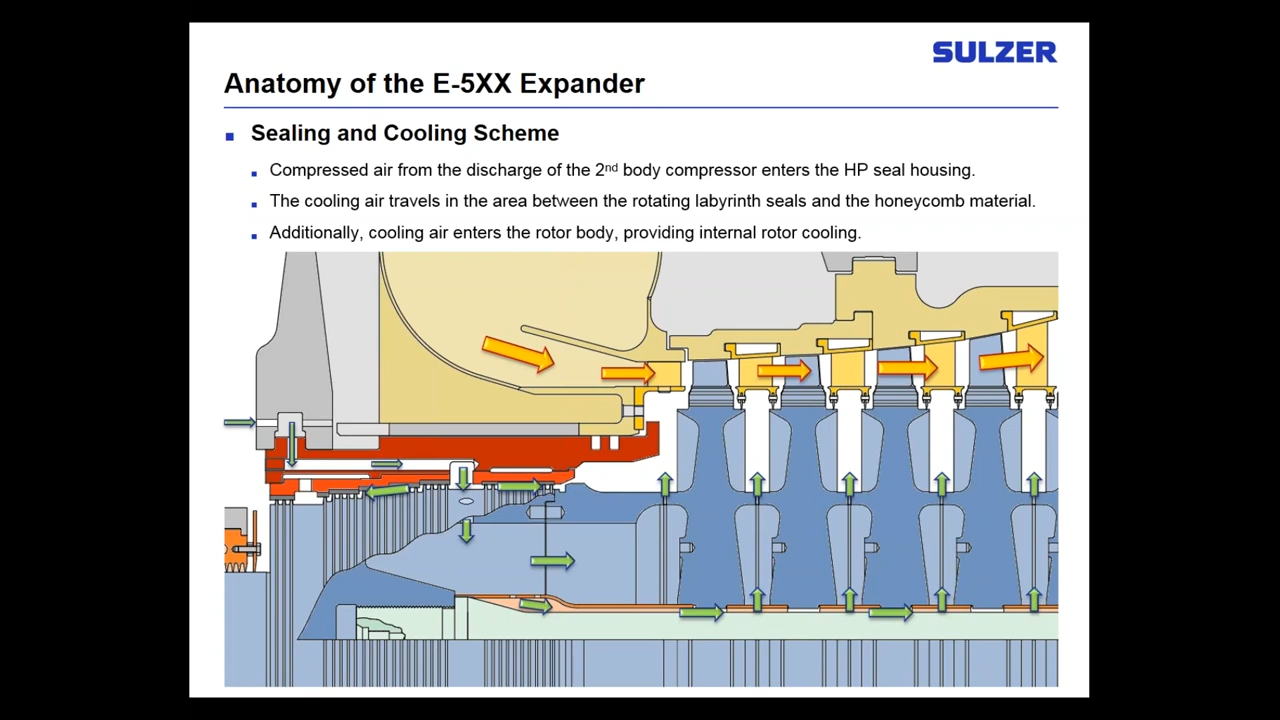 SULZER
Anatomy of the E-5XX Expander
Sealing and Cooling Scheme
Compressed air from the discharge of the 2nd body compressor enters the HP seal housing.
The cooling air travels in the area between the rotating labyrinth seals and the honeycomb material.
Additionally, cooling air enters the rotor body, providing internal rotor cooling.